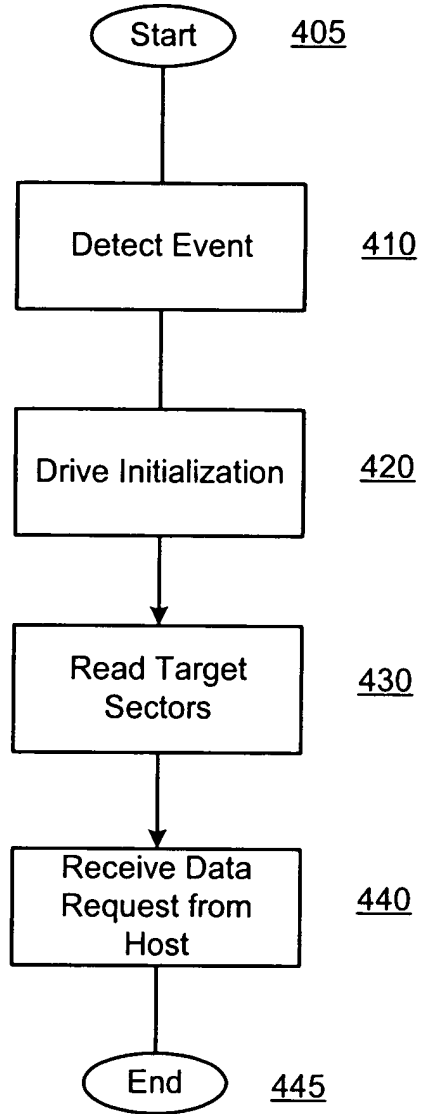 Start 405
Detect Event 410
Drive Initialization 420
Read Target
Sectors
430
Receive Data
Request from
Host
440
End 445